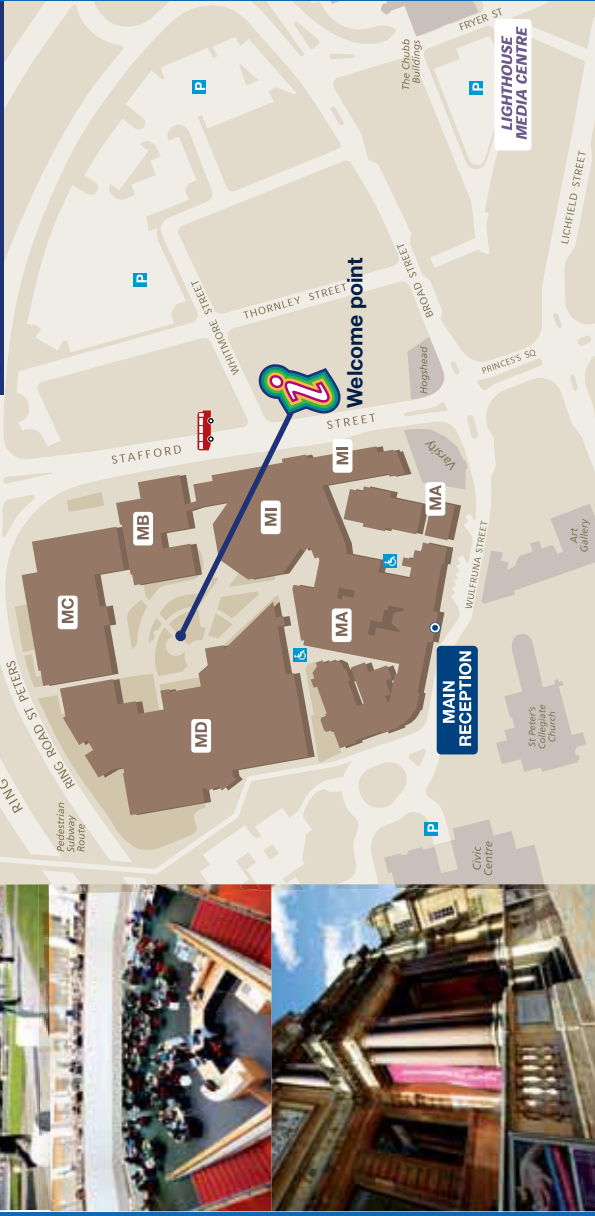 FRYER ST
The Chubb
Buildings
P
P
LIGHTHOUSE
MEDIA CENTRE
LICHFIELD STREET
P
WHITMORE STREET
THORNLEY STREET
BROAD STREET
Welcome point
i
Hogshead
PRINCES'S SQ
STAFFORD
STREET
Varsity
MI
MA
MB
MI
MC
MA
MD
WULFRUNA STREET
Art
Gallery
MAIN
RECEPTION
St Peter's
Collegiate
Church
RING
RING ROAD ST PETERS
Pedestrian
Subway
Route
P
Civic
Centre